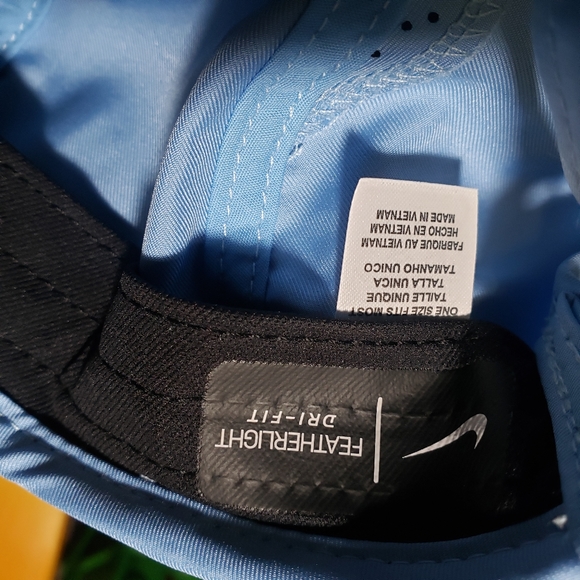 ONE SIZE FITS MOST
TAILLE UNIQUE
TALLA UNICA
TAMANHO UNICO
FABRIQUE AU VIETNAM
HECHO EN VIETNAM
MADE IN VIETNAM
FEATHERLIGHT
DRI-FIT